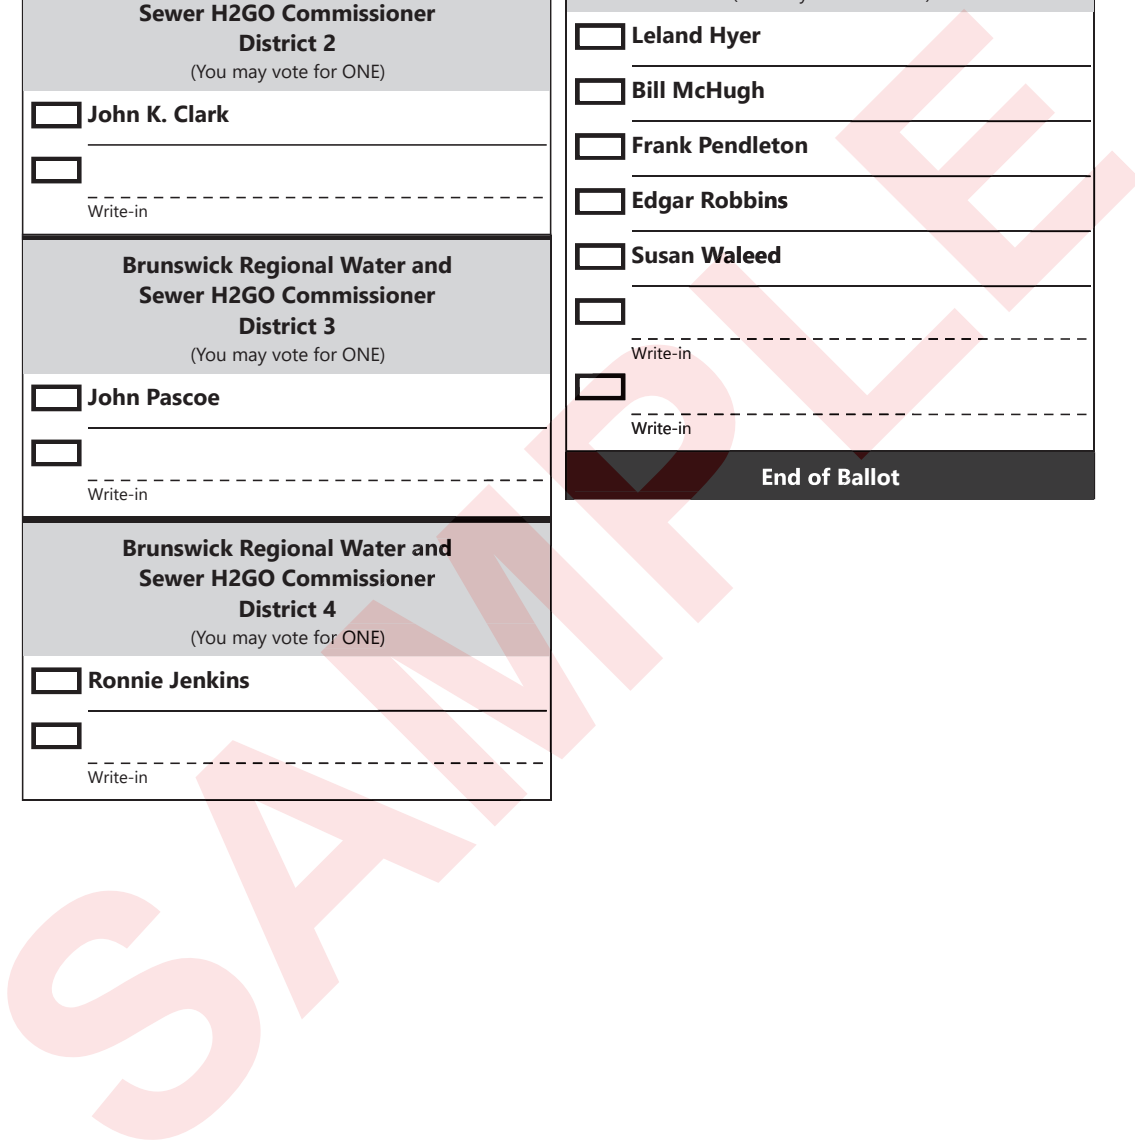 Sewer H2GO Commissioner
District 2
(You may vote for ONE)
John K. Clark
Write-in
Brunswick Regional Water and
Sewer H2GO Commissioner
District 3
(You may vote for ONE)
John Pascoe
Write-in
Brunswick Regional Water and
Sewer H2GO Commissioner
District 4
(You may vote for ONE)
Ronnie Jenkins
Write-in
Leland Hyer
Bill McHugh
Frank Pendleton
Edgar Robbins
Susan Waleed
Write-in
Write-in
End of Ballot
SAMPLE